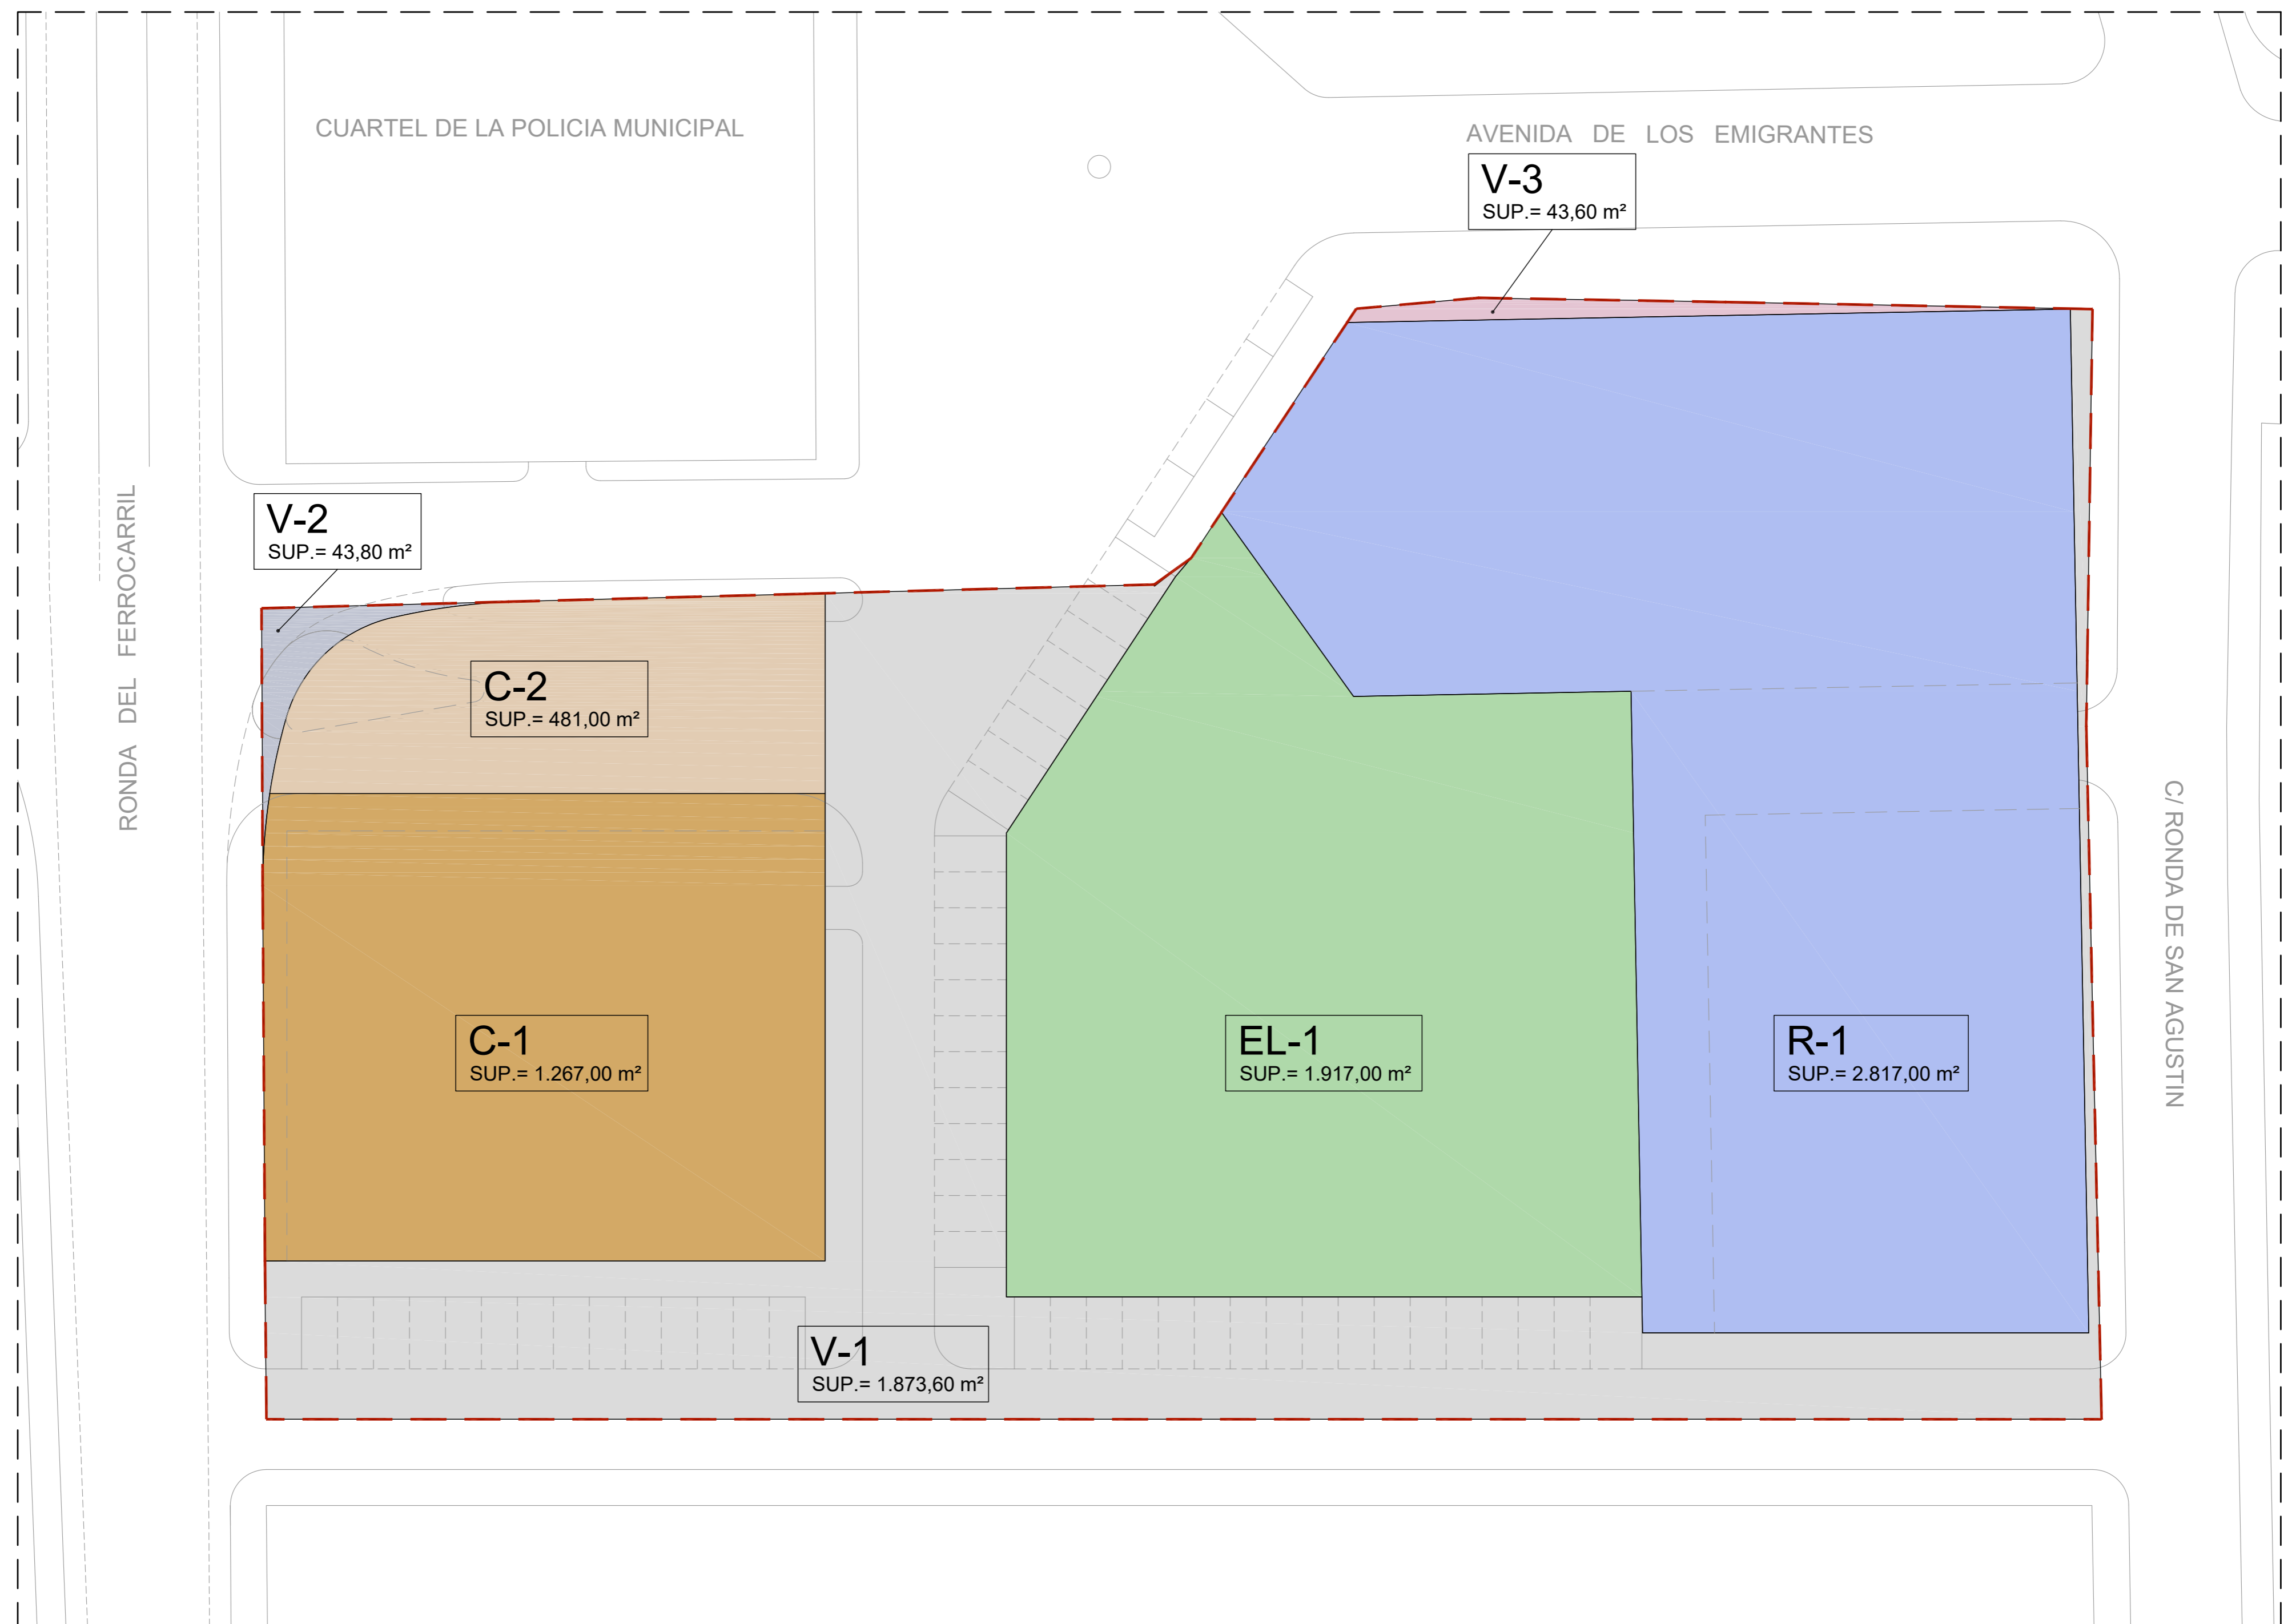 CUARTEL DE LA POLICIA MUNICIPAL
AVENIDA DE LOS EMIGRANTES
V-3
SUP.= 43,60 m²
RONDA DEL FERROCARRIL
V-2
SUP.= 43,80 m²
C-2
SUP.= 481,00 m²
C/ RONDA DE SAN AGUSTIN
C-1
SUP.= 1.267,00 m²
EL-1
SUP.= 1.917,00 m²
R-1
SUP.= 2.817,00 m²
V-1
SUP.= 1.873,60 m²